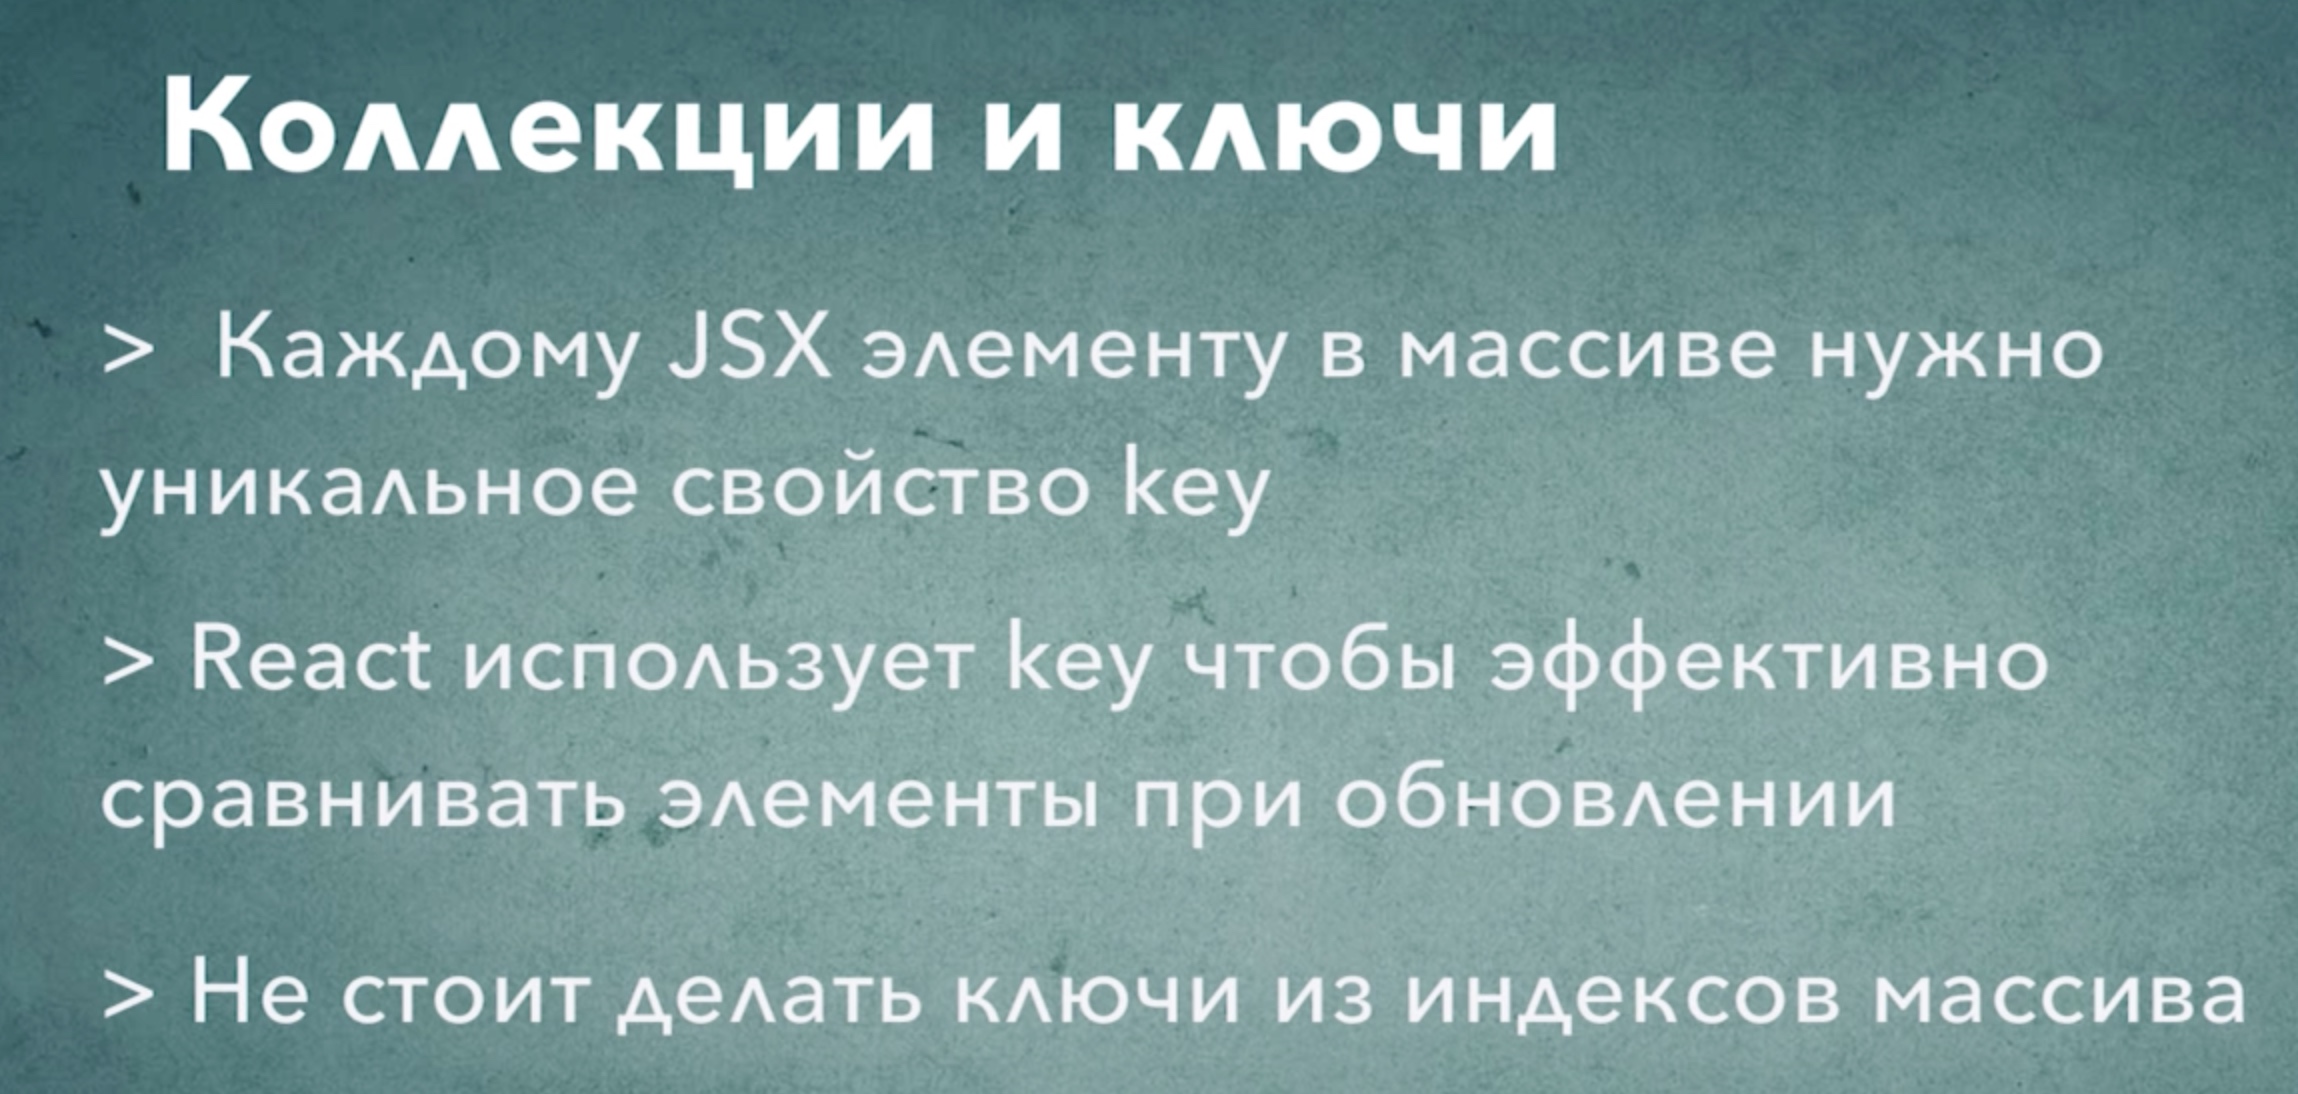 Коллекции и ключи
> Каждому JSX элементу в массиве нужно
уникальное свойство key
> React использует key чтобы эффективно
сравнивать элементы при обновлении
> Не стоит делать ключи из индексов массива